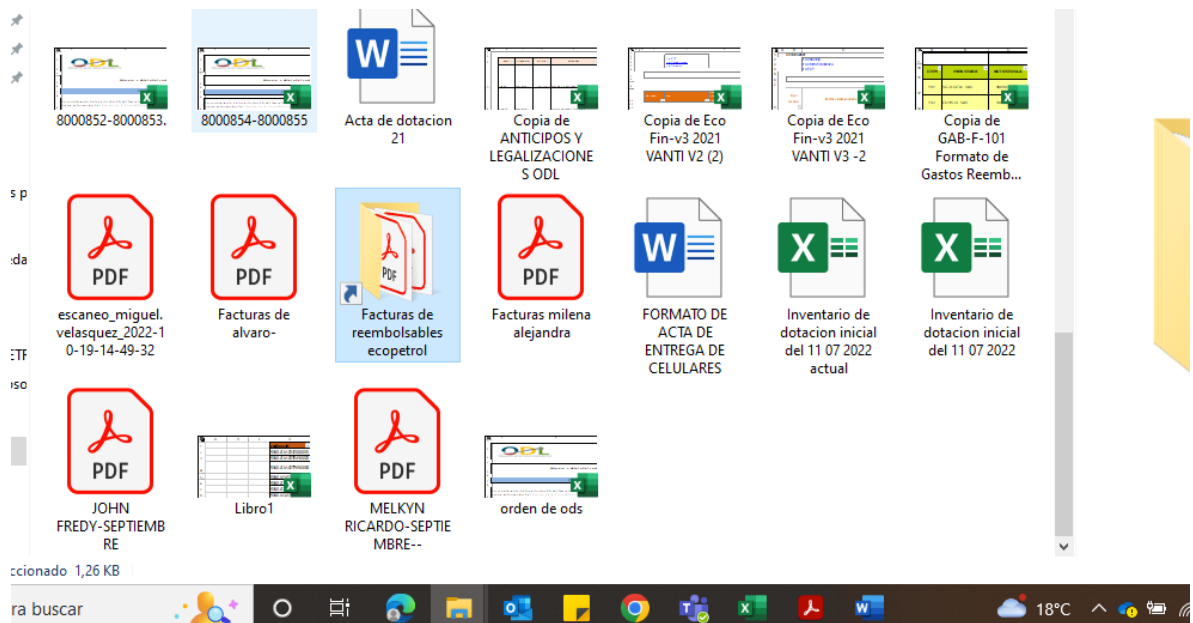 ODL
ODL
8000852-8000853.
8000854-8000855
Acta de dotacion
21
Copia de
ANTICIPOS Y
LEGALIZACIONE
S ODL
Copia de Eco
Fin-v3 2021
VANTI V2 (2)
Copia de Eco
Fin-v3 2021
VANTI V3 -2
Copia de
GAB-F-101
Formato de
Gastos Reemb...
s p
eda
PDF
PDF
PDF
PDF
escaneo_miguel.
velasquez_2022-1
0-19-14-49-32
Facturas de
alvaro-
Facturas de
reembolsables
ecopetrol
Facturas milena
alejandra
FORMATO DE
ACTA DE
ENTREGA DE
CELULARES
Inventario de
dotacion inicial
del 11 07 2022
actual
Inventario de
dotacion inicial
del 11 07 2022
PDF
PDF
ODL
JOHN
FREDY-SEPTIEMB
RE
Libro1
MELKYN
RICARDO-SEPTIE
MBRE--
orden de ods
ccionado 1,26 KB
ra buscar
18°C